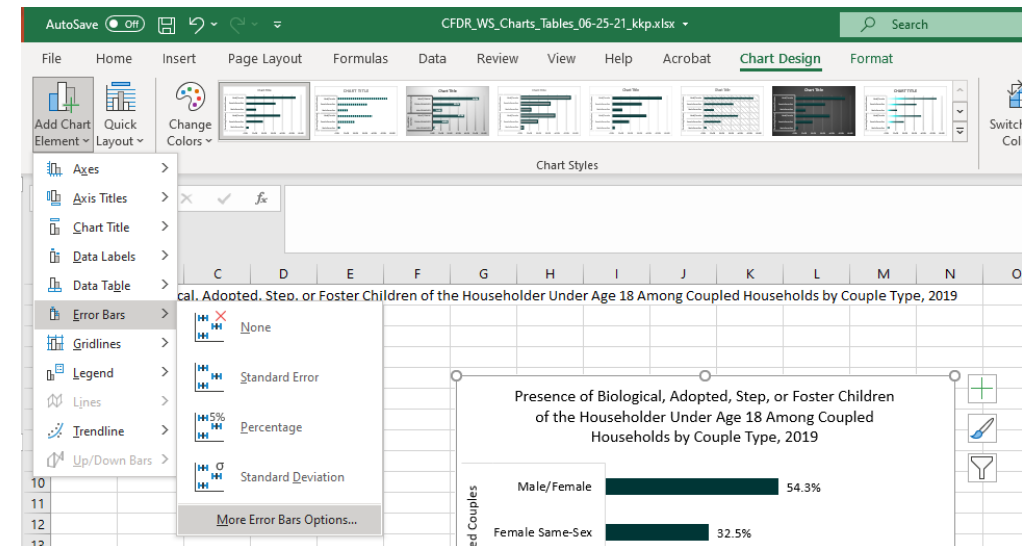 AutoSave Off CFDR_WS_Charts_Tables_06-25-21_kkp.xlsx Search
File Home Insert Page Layout Formulas Data Review View Help Acrobat Chart Design Format
Add Chart Element Quick Layout Change Colors Switch
Chart Styles
Axes
Axis Titles fx
Chart Title
Data Labels
Data Table C D E F G H I J K L M N O
cal, Adopted, Step, or Foster Children of the Householder Under Age 18 Among Coupled Households by Couple Type, 2019
Error Bars
None
Gridlines
Legend
Standard Error
Lines
Trendline
5%
Percentage
Up/Down Bars
σ
Standard Deviation
More Error Bars Options...
10
11
12
13
Presence of Biological, Adopted, Step, or Foster Children
of the Householder Under Age 18 Among Coupled
Households by Couple Type, 2019
Male/Female 54.3%
Female Same-Sex 32.5%
Couples